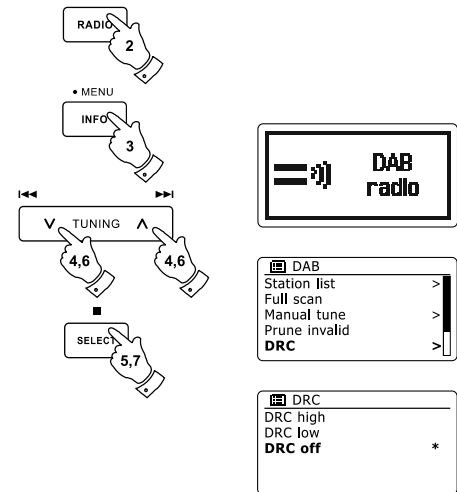 RADIO
2
• MENU
INFO
3
TUNING
4,6
4,6
SELECT
5,7
DAB
radio
DAB
Station list >
Full scan
Manual tune >
Prune invalid
DRC >
DRC
DRC high
DRC low
DRC off *